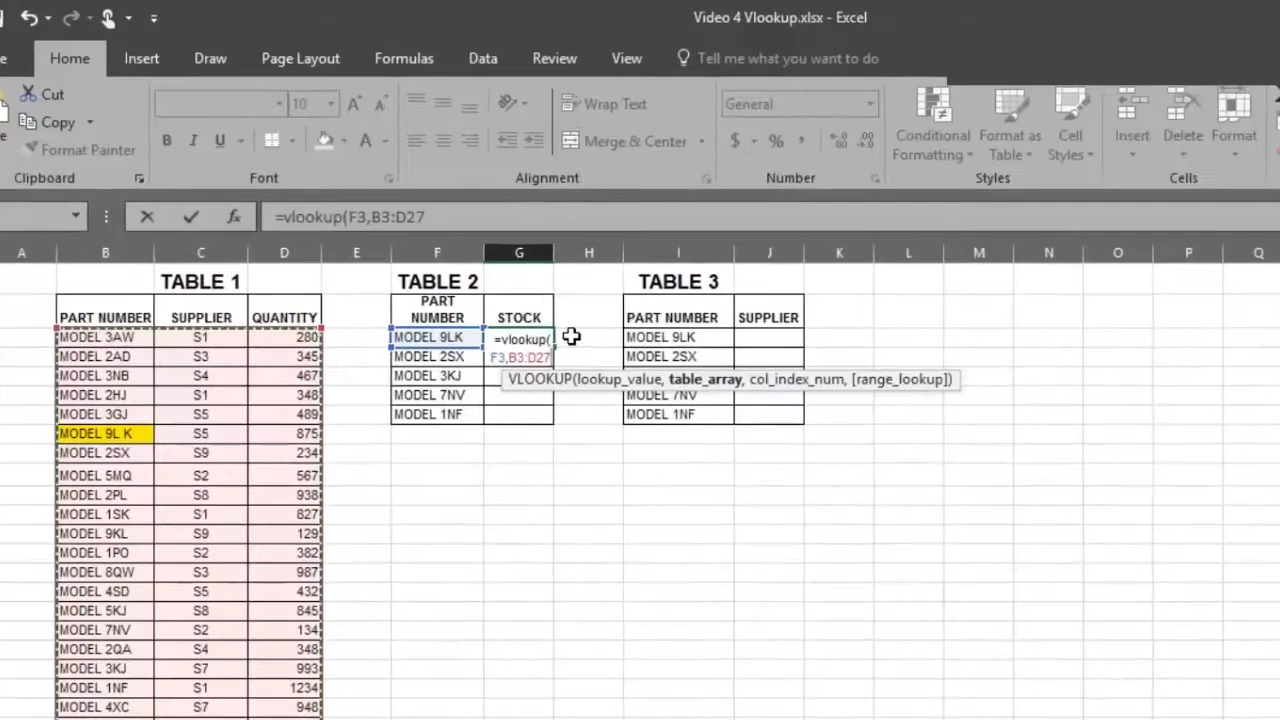 Video 4 Vlookup.xlsx - Excel
Home Insert Draw Page Layout Formulas Data Review View Tell me what you want to do
Cut
Copy
Format Painter
10
Wrap Text
Merge & Center
General
Conditional Formatting
Format as Table
Cell Styles
Insert Delete Format
Clipboard Font Alignment Number Styles Cells
=vlookup(F3,B3:D27
A B C D E F G H I J K L M N O P Q
TABLE 1 TABLE 2 TABLE 3
PART NUMBER SUPPLIER QUANTITY PART NUMBER STOCK PART NUMBER SUPPLIER
MODEL 3AW S1 280 MODEL 9LK =vlookup( MODEL 9LK
MODEL 2AD S3 345 MODEL 2SX F3,B3:D27 MODEL 2SX
MODEL 3NB S4 467 MODEL 3KJ VLOOKUP(lookup_value, table_array, col_index_num, [range_lookup])
MODEL 2HJ S1 348 MODEL 7NV MODEL 7NV
MODEL 3GJ S5 489 MODEL 1NF MODEL 1NF
MODEL 9L K S5 875
MODEL 2SX S9 234
MODEL 5MQ S2 567
MODEL 2PL S8 938
MODEL 1SK S1 827
MODEL 9KL S9 129
MODEL 1PO S2 382
MODEL 8QW S3 987
MODEL 4SD S5 432
MODEL 5KJ S8 845
MODEL 7NV S2 134
MODEL 2QA S4 348
MODEL 3KJ S7 993
MODEL 1NF S1 1234
MODEL 4XC S7 948